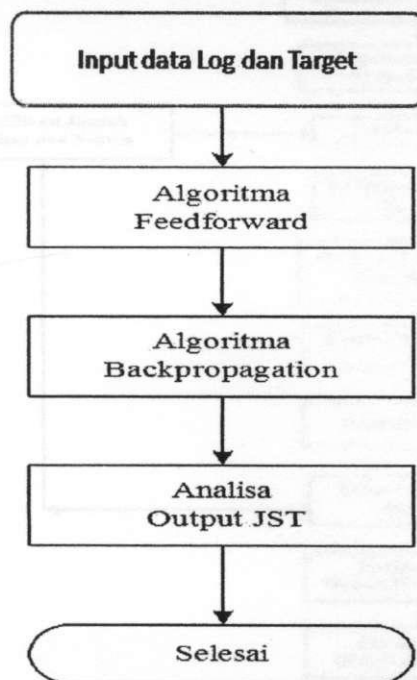 Input data Log dan Target
Algoritma
Feedforward
Algoritma
Backpropagation
Analisa
Output JST
Selesai